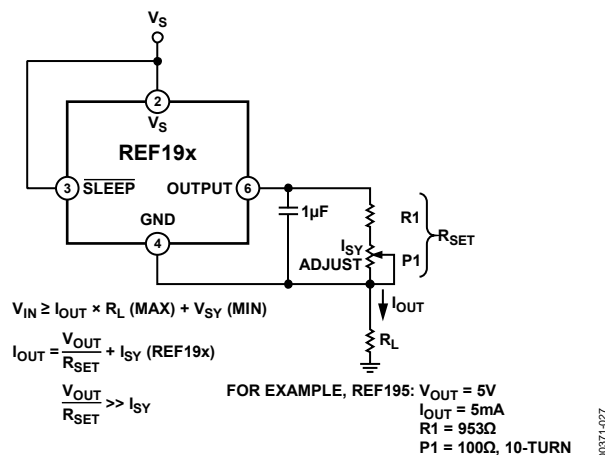 VS
2
VS
REF19x
3 SLEEP OUTPUT 6
GND
4
1µF
R1
ISY
ADJUST P1
RSET
IOUT
RL
VIN ≥ IOUT × RL (MAX) + VSY (MIN)
IOUT = VOUT / RSET + ISY (REF19x)
VOUT / RSET >> ISY
FOR EXAMPLE, REF195: VOUT = 5V
IOUT = 5mA
R1 = 953Ω
P1 = 100Ω, 10-TURN
00371-027